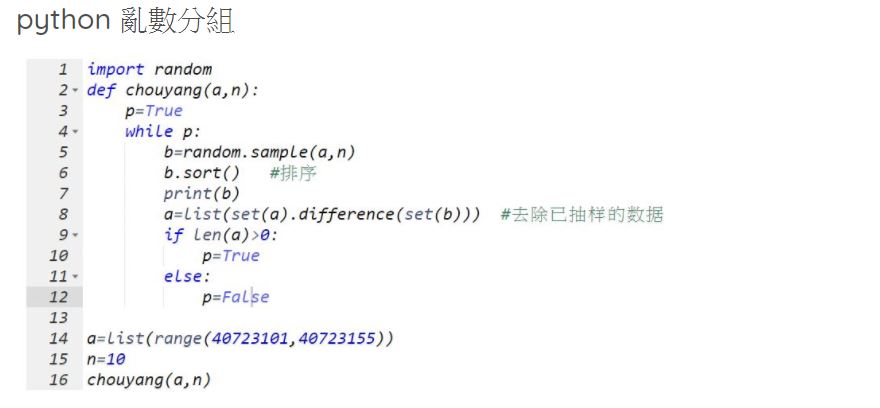 python 亂數分組
1 import random
2 def chouyang(a,n):
3 p=True
4 while p:
5 b=random.sample(a,n)
6 b.sort() #排序
7 print(b)
8 a=list(set(a).difference(set(b))) #去除已抽样的数据
9 if len(a)>0:
10 p=True
11 else:
12 p=False
13
14 a=list(range(40723101,40723155))
15 n=10
16 chouyang(a,n)